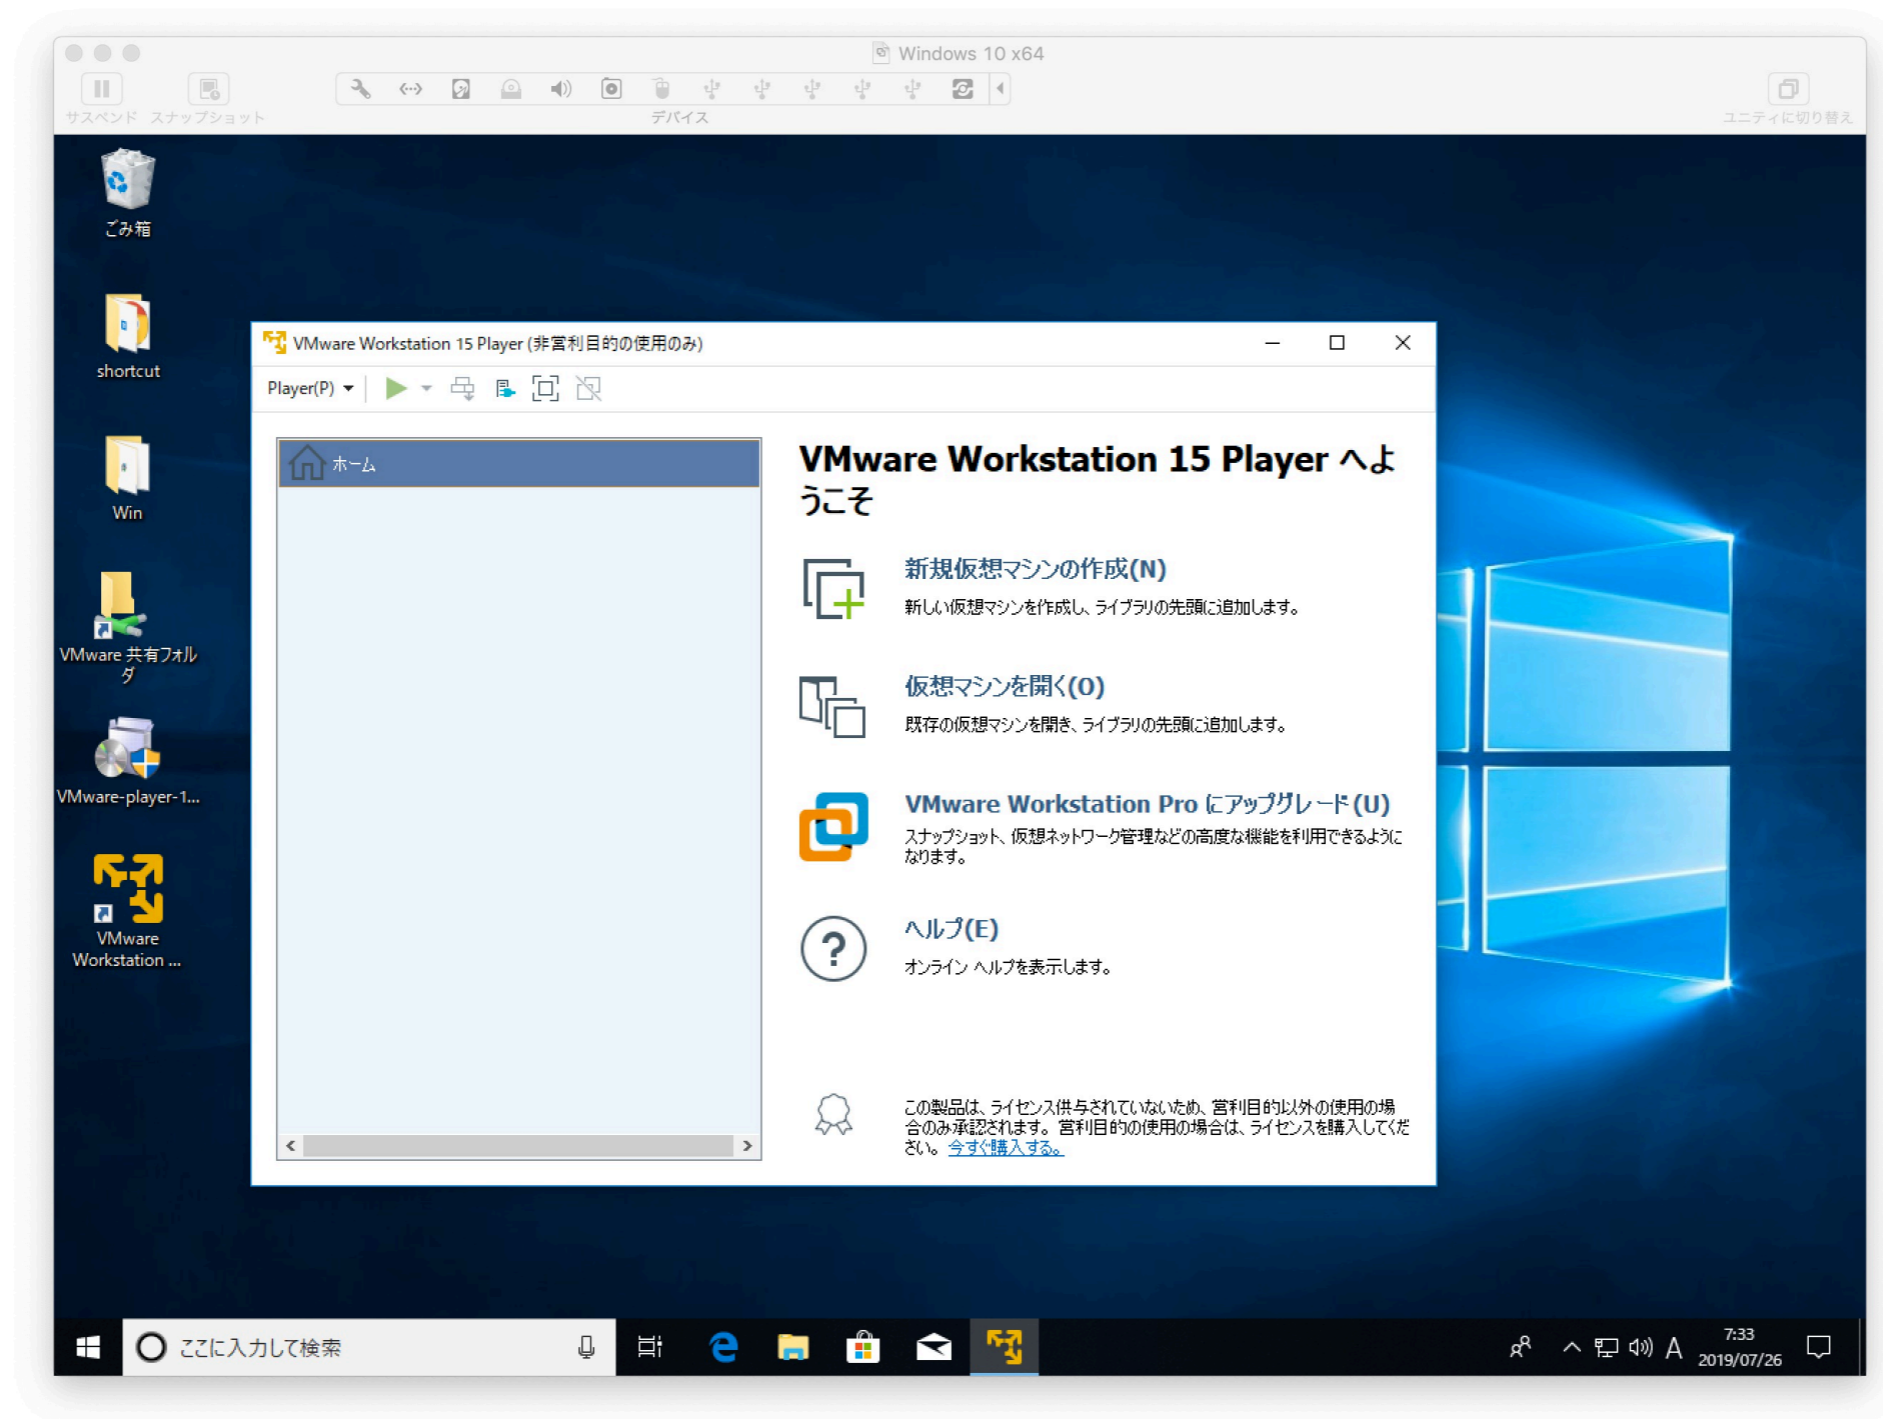 Windows 10 x64
サスペンド スナップショット
デバイス
ユニティに切り替え
ごみ箱
shortcut
Win
VMware 共有フォル
ダ
VMware-player-1...
VMware
Workstation ...
VMware Workstation 15 Player (非営利目的の使用のみ)
Player(P)
ホーム
VMware Workstation 15 Player へよ
うこそ
新規仮想マシンの作成(N)
新しい仮想マシンを作成し、ライブラリの先頭に追加します。
仮想マシンを開く(O)
既存の仮想マシンを開き、ライブラリの先頭に追加します。
VMware Workstation Pro にアップグレード(U)
スナップショット、仮想ネットワーク管理などの高度な機能を利用できるように
なります。
ヘルプ(E)
オンライン ヘルプを表示します。
この製品は、ライセンス供与されていないため、営利目的以外の使用の場
合のみ承認されます。営利目的の使用の場合は、ライセンスを購入してくだ
さい。 今すぐ購入する。
ここに入力して検索
A
7:33
2019/07/26